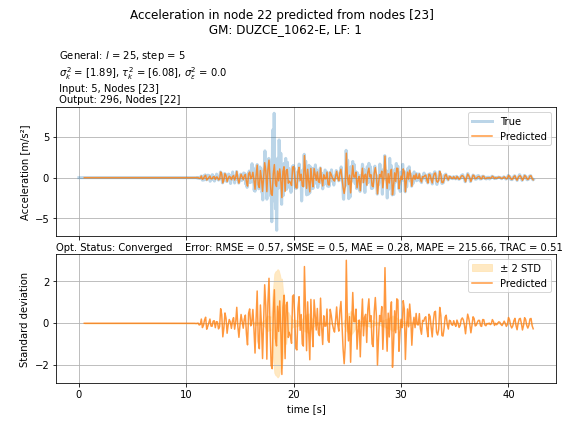 Acceleration in node 22 predicted from nodes [23]
GM: DUZCE_1062-E, LF: 1
General: l = 25, step = 5
σ²ₖ = [1.89], τ²ₖ = [6.08], σ²ε = 0.0
Input: 5, Nodes [23]
Output: 296, Nodes [22]
Acceleration [m/s²]
5
0
−5
True
Predicted
Opt. Status: Converged Error: RMSE = 0.57, SMSE = 0.5, MAE = 0.28, MAPE = 215.66, TRAC = 0.51
Standard deviation
2
0
−2
± 2 STD
Predicted
0 10 20 30 40
time [s]